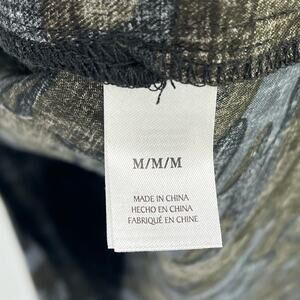 M/M/M
MADE IN CHINA
HECHO EN CHINA
FABRIQUÉ EN CHINE